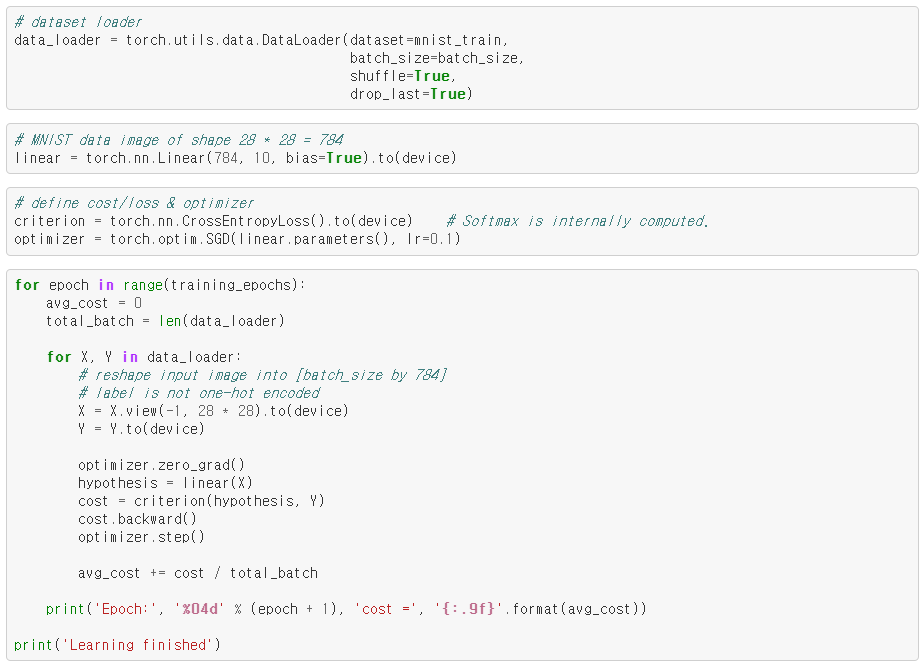 # dataset loader
data_loader = torch.utils.data.DataLoader(dataset=mnist_train,
                                          batch_size=batch_size,
                                          shuffle=True,
                                          drop_last=True)
# MNIST data image of shape 28 * 28 = 784
linear = torch.nn.Linear(784, 10, bias=True).to(device)
# define cost/loss & optimizer
criterion = torch.nn.CrossEntropyLoss().to(device)    # Softmax is internally computed.
optimizer = torch.optim.SGD(linear.parameters(), lr=0.1)
for epoch in range(training_epochs):
    avg_cost = 0
    total_batch = len(data_loader)

    for X, Y in data_loader:
        # reshape input image into [batch_size by 784]
        # label is not one-hot encoded
        X = X.view(-1, 28 * 28).to(device)
        Y = Y.to(device)

        optimizer.zero_grad()
        hypothesis = linear(X)
        cost = criterion(hypothesis, Y)
        cost.backward()
        optimizer.step()

        avg_cost += cost / total_batch

    print('Epoch:', '%04d' % (epoch + 1), 'cost =', '{:.9f}'.format(avg_cost))

print('Learning finished')